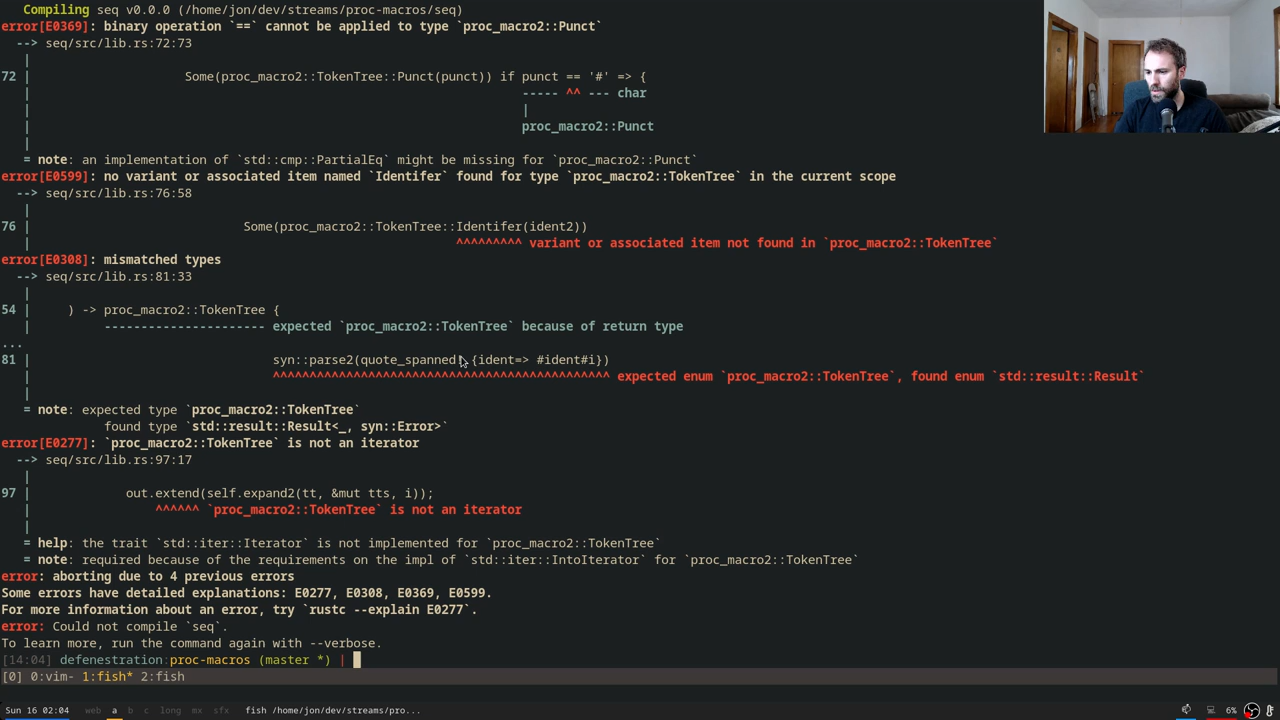 Compiling seq v0.0.0 (/home/jon/dev/streams/proc-macros/seq)
error[E0369]: binary operation `==` cannot be applied to type `proc_macro2::Punct`
  --> seq/src/lib.rs:72:73
   |
72 |                     Some(proc_macro2::TokenTree::Punct(punct)) if punct == '#' => {
   |                                                                   ----- ^^ --- char
   |                                                                   |
   |                                                                   proc_macro2::Punct
   |
   = note: an implementation of `std::cmp::PartialEq` might be missing for `proc_macro2::Punct`
error[E0599]: no variant or associated item named `Identifer` found for type `proc_macro2::TokenTree` in the current scope
  --> seq/src/lib.rs:76:58
   |
76 |                             Some(proc_macro2::TokenTree::Identifer(ident2))
   |                                                          ^^^^^^^^^ variant or associated item not found in `proc_macro2::TokenTree`
error[E0308]: mismatched types
  --> seq/src/lib.rs:81:33
   |
54 |     ) -> proc_macro2::TokenTree {
   |          ---------------------- expected `proc_macro2::TokenTree` because of return type
...
81 |                                 syn::parse2(quote_spanned! {ident=> #ident#i})
   |                                 ^^^^^^^^^^^^^^^^^^^^^^^^^^^^^^^^^^^^^^^^^^^^^^ expected enum `proc_macro2::TokenTree`, found enum `std::result::Result`
   |
   = note: expected type `proc_macro2::TokenTree`
              found type `std::result::Result<_, syn::Error>`
error[E0277]: `proc_macro2::TokenTree` is not an iterator
  --> seq/src/lib.rs:97:17
   |
97 |             out.extend(self.expand2(tt, &mut tts, i));
   |                 ^^^^^^ `proc_macro2::TokenTree` is not an iterator
   |
   = help: the trait `std::iter::Iterator` is not implemented for `proc_macro2::TokenTree`
   = note: required because of the requirements on the impl of `std::iter::IntoIterator` for `proc_macro2::TokenTree`
error: aborting due to 4 previous errors
Some errors have detailed explanations: E0277, E0308, E0369, E0599.
For more information about an error, try `rustc --explain E0277`.
error: Could not compile `seq`.
To learn more, run the command again with --verbose.
[14:04] defenestration:proc-macros (master *) |
[0] 0:vim- 1:fish* 2:fish
Sun 16 02:04 web a b c long mx sfx fish /home/jon/dev/streams/pro... 6%